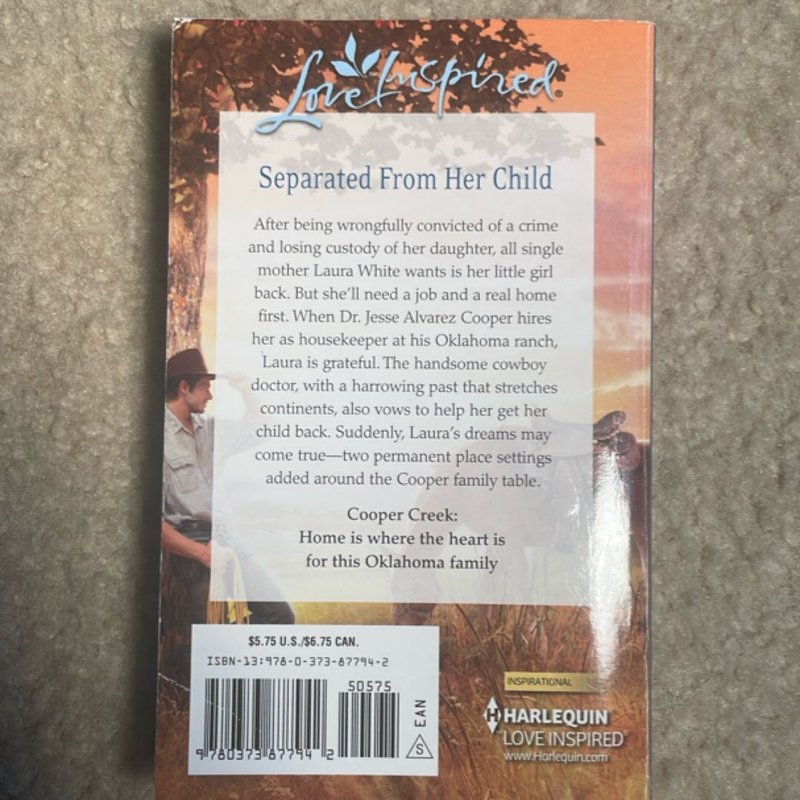 Love Inspired®
Separated From Her Child
After being wrongfully convicted of a crime
and losing custody of her daughter, all single
mother Laura White wants is her little girl
back. But she'll need a job and a real home
first. When Dr. Jesse Alvarez Cooper hires
her as housekeeper at his Oklahoma ranch,
Laura is grateful. The handsome cowboy
doctor, with a harrowing past that stretches
continents, also vows to help her get her
child back. Suddenly, Laura's dreams may
come true—two permanent place settings
added around the Cooper family table.
Cooper Creek:
Home is where the heart is
for this Oklahoma family
$5.75 U.S./$6.75 CAN.
ISBN-13:978-0-373-87794-2
50575
EAN
S
9 780373 877942
INSPIRATIONAL
H HARLEQUIN
LOVE INSPIRED
www.Harlequin.com